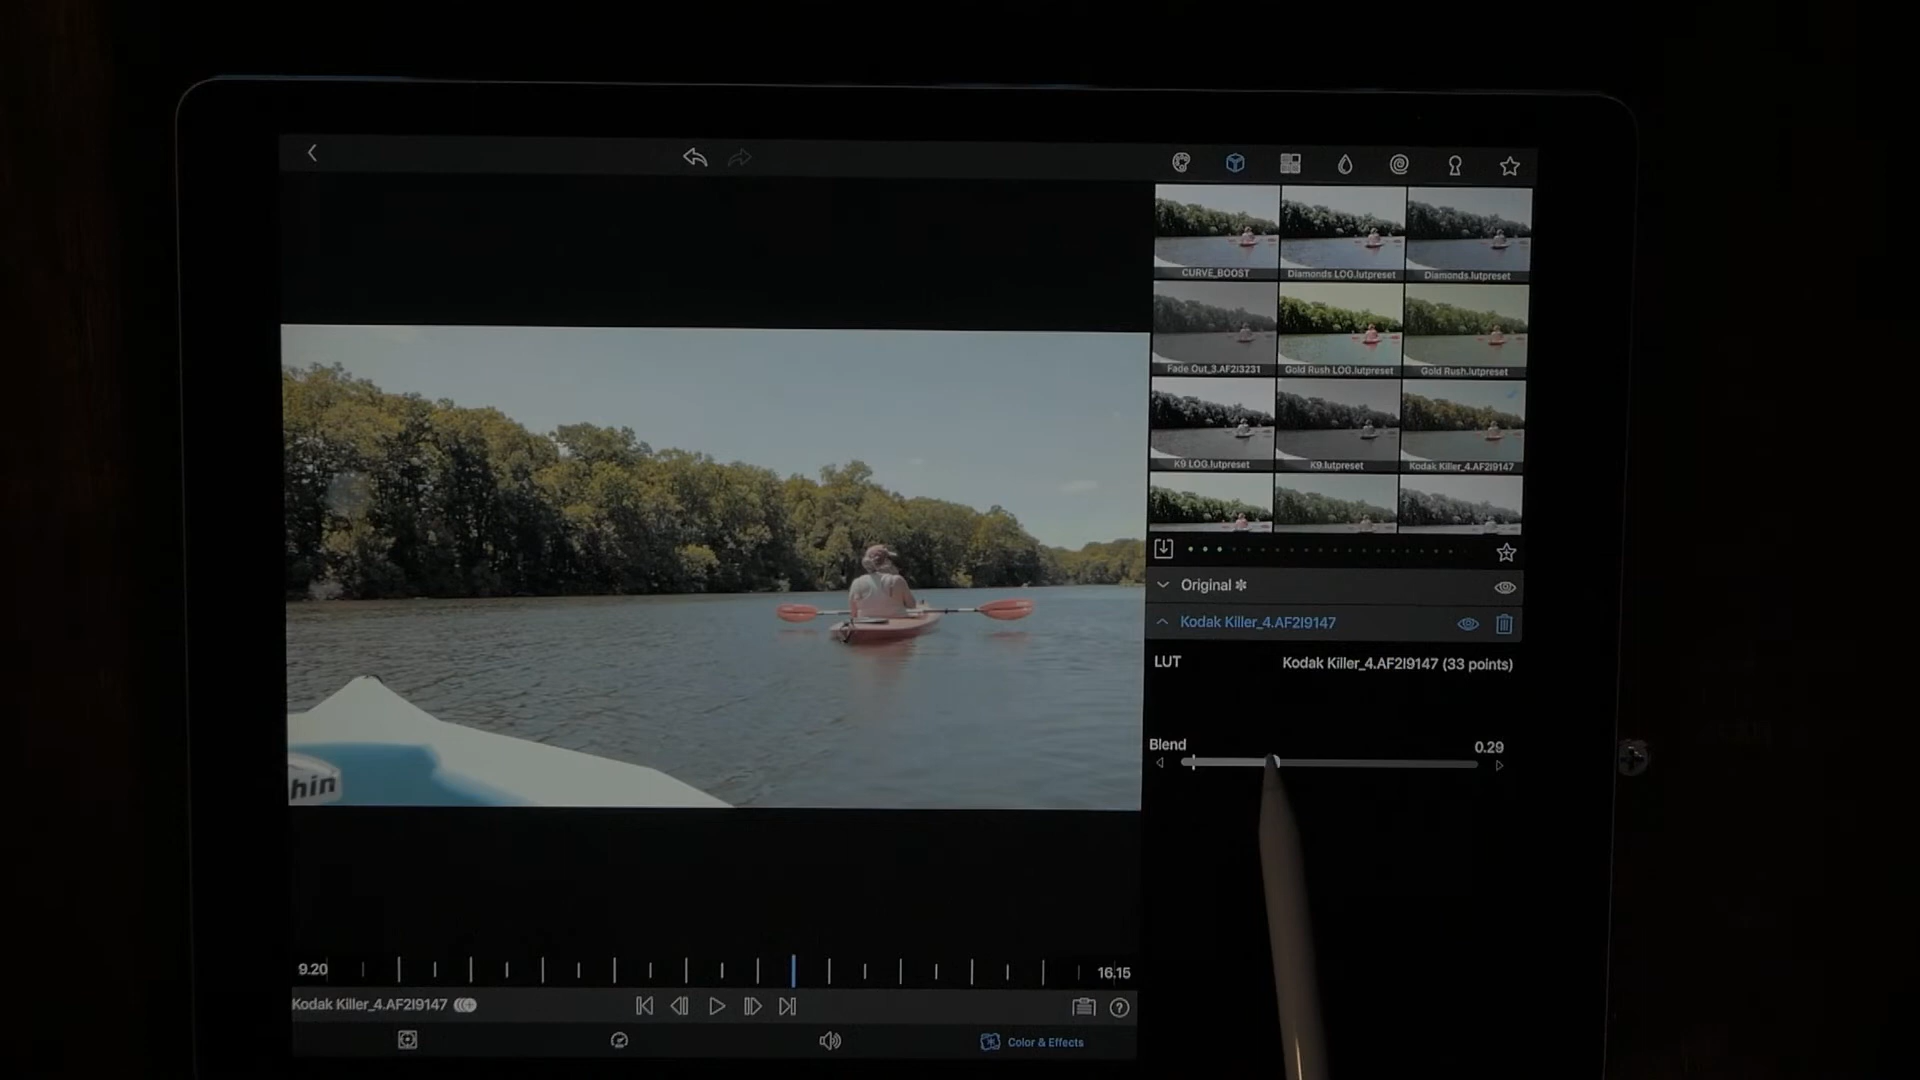 CURVE_BOOST
Diamonds LOG.lutpreset
Diamonds.lutpreset
Fade Out_3.AF2I3231
Gold Rush LOG.lutpreset
Gold Rush.lutpreset
K9 LOG.lutpreset
K9.lutpreset
Kodak Killer_4.AF2I9147
Original ✻
Kodak Killer_4.AF2I9147
LUT Kodak Killer_4.AF2I9147 (33 points)
Blend 0.29
hin
9.20 16.15
Kodak Killer_4.AF2I9147
Color & Effects